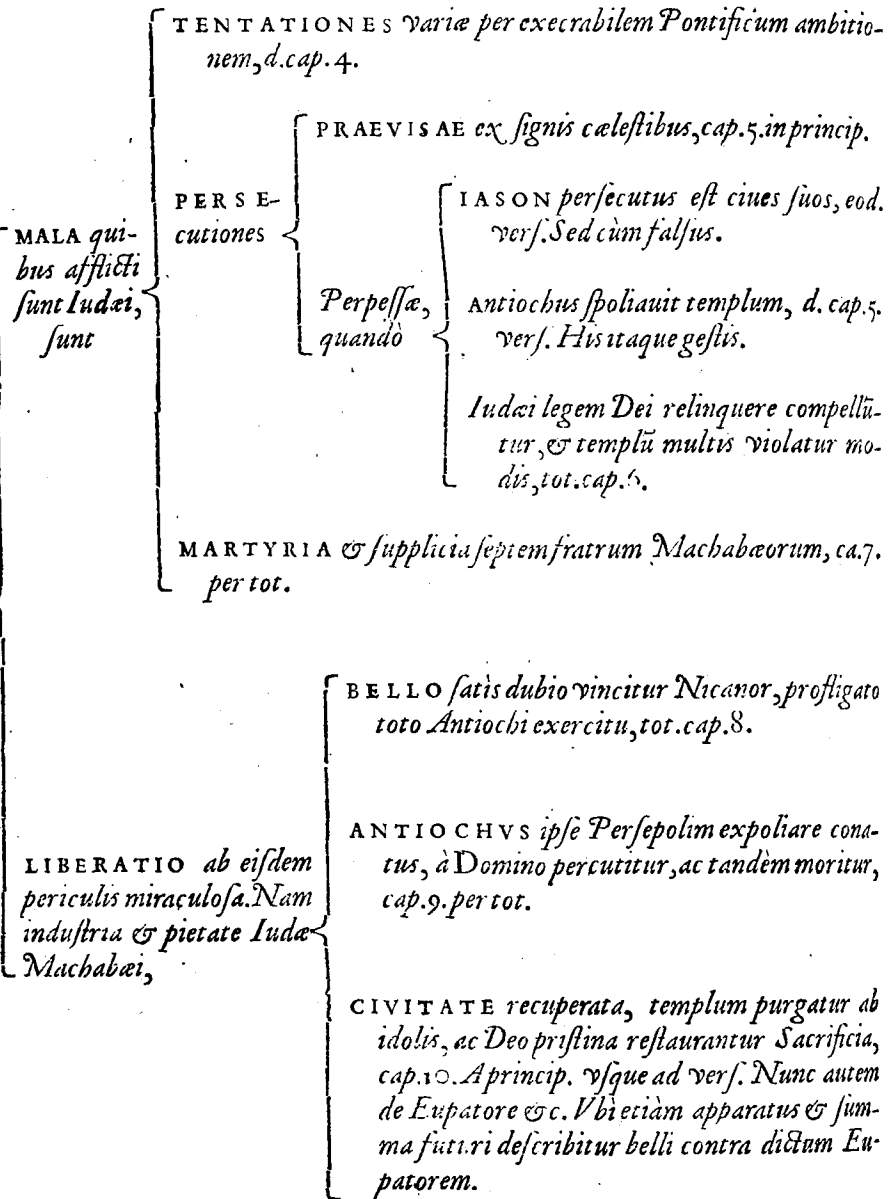 TENTATIONES variæ per execrabilem Pontificum ambitio-
nem, d.cap. 4.
PRAEVISAE ex ſignis cæleſtibus, cap. 5. in princip.
PERSE-
cutiones
IASON perſecutus eſt ciues ſuos, eod.
verſ. Sed cùm falſus.
MALA qui-
bus afflicti
ſunt Iudæi,
ſunt
Perpeſſæ,
quandò
Antiochus ſpoliauit templum, d. cap. 5.
verſ. His itaque geſtis.
Iudæi legem Dei relinquere compellū-
tur, & templū multis violatur mo-
dis, tot. cap. 6.
MARTYRIA & ſupplicia ſeptem fratrum Machabæorum, ca. 7.
per tot.
BELLO ſatìs dubio vincitur Nicanor, profligato
toto Antiochi exercitu, tot. cap. 8.
ANTIOCHVS ipſe Perſepolim expoliare cona-
tus, à Domino percutitur, ac tandèm moritur,
cap. 9. per tot.
LIBERATIO ab eiſdem
periculis miraculoſa. Nam
induſtria & pietate Iudæ
Machabæi,
CIVITATE recuperata, templum purgatur ab
idolis, ac Deo priſtina reſtaurantur Sacrificia,
cap. 10. A princip. vſque ad verſ. Nunc autem
de Eupatore &c. Vbi etiàm apparatus & ſum-
ma futuri deſcribitur belli contra dictum Eu-
patorem.